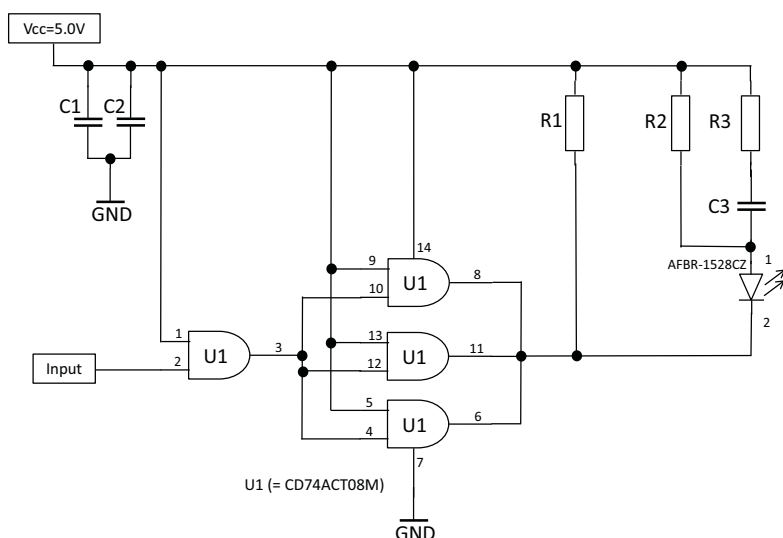 Vcc=5.0V
C1
C2
GND
R1
R2
R3
C3
AFBR-1528CZ
1
2
14
9
10
U1
8
13
12
U1
11
5
4
U1
6
7
1
2
U1
3
Input
U1 (= CD74ACT08M)
GND